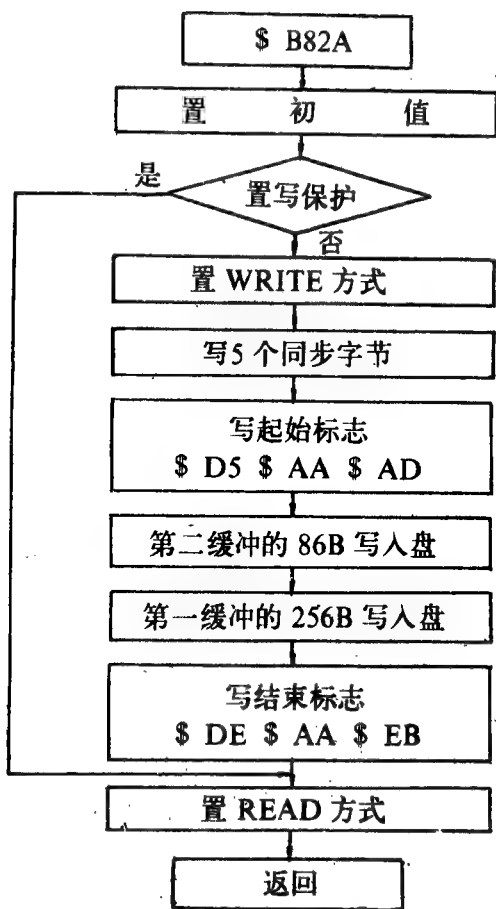 $ B82A
置 初 值
是
置写保护
否
置 WRITE 方式
写5个同步字节
写起始标志
$ D5 $ AA $ AD
第二缓冲的 86B 写入盘
第一缓冲的 256B 写入盘
写结束标志
$ DE $ AA $ EB
置 READ 方式
返回